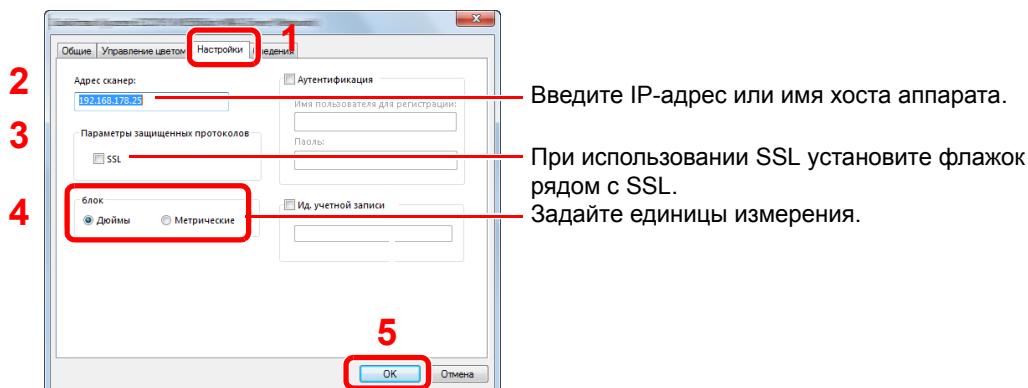 1
Общие Управление цветом Настройки едения
2
Адрес сканер:
192.168.178.25
Аутентификация
Имя пользователя для регистрации:
Введите IP-адрес или имя хоста аппарата.
3
Параметры защищенных протоколов
SSL
Паоль:
При использовании SSL установите флажок
рядом с SSL.
4
блок
Дюймы Метрические
Ид. учетной записи
Задайте единицы измерения.
5
OK Отмена